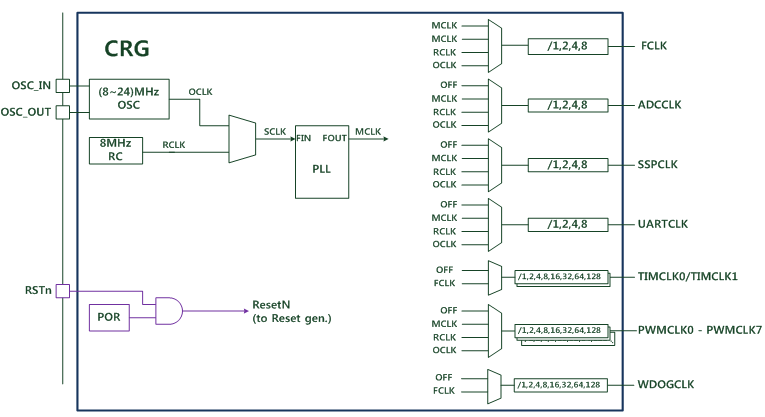 CRG
OSC_IN
OSC_OUT
(8~24)MHz
OSC
OCLK
8MHz
RC
RCLK
SCLK
FIN
FOUT
PLL
MCLK
RSTn
POR
ResetN
(to Reset gen.)
MCLK
MCLK
RCLK
OCLK
/1,2,4,8
FCLK
OFF
MCLK
RCLK
OCLK
/1,2,4,8
ADCCLK
OFF
MCLK
RCLK
OCLK
/1,2,4,8
SSPCLK
OFF
MCLK
RCLK
OCLK
/1,2,4,8
UARTCLK
OFF
FCLK
/1,2,4,8,16,32,64,128
TIMCLK0/TIMCLK1
OFF
MCLK
RCLK
OCLK
/1,2,4,8,16,32,64,128
PWMCLK0 - PWMCLK7
OFF
FCLK
/1,2,4,8,16,32,64,128
WDOGCLK